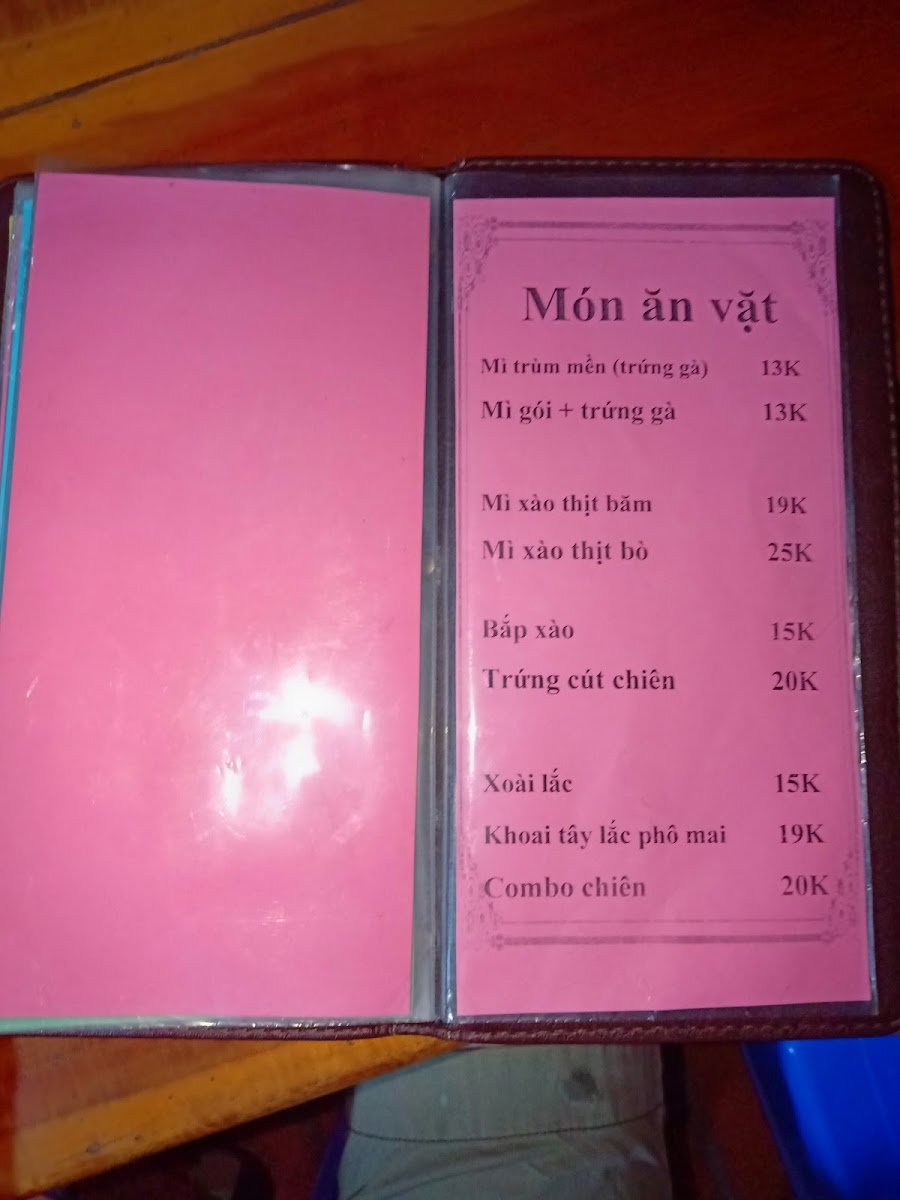 Món ăn vặt
Mì trùm mền (trứng gà) 13K
Mì gói + trứng gà 13K
Mì xào thịt băm 19K
Mì xào thịt bò 25K
Bắp xào 15K
Trứng cút chiên 20K
Xoài lắc 15K
Khoai tây lắc phô mai 19K
Combo chiên 20K